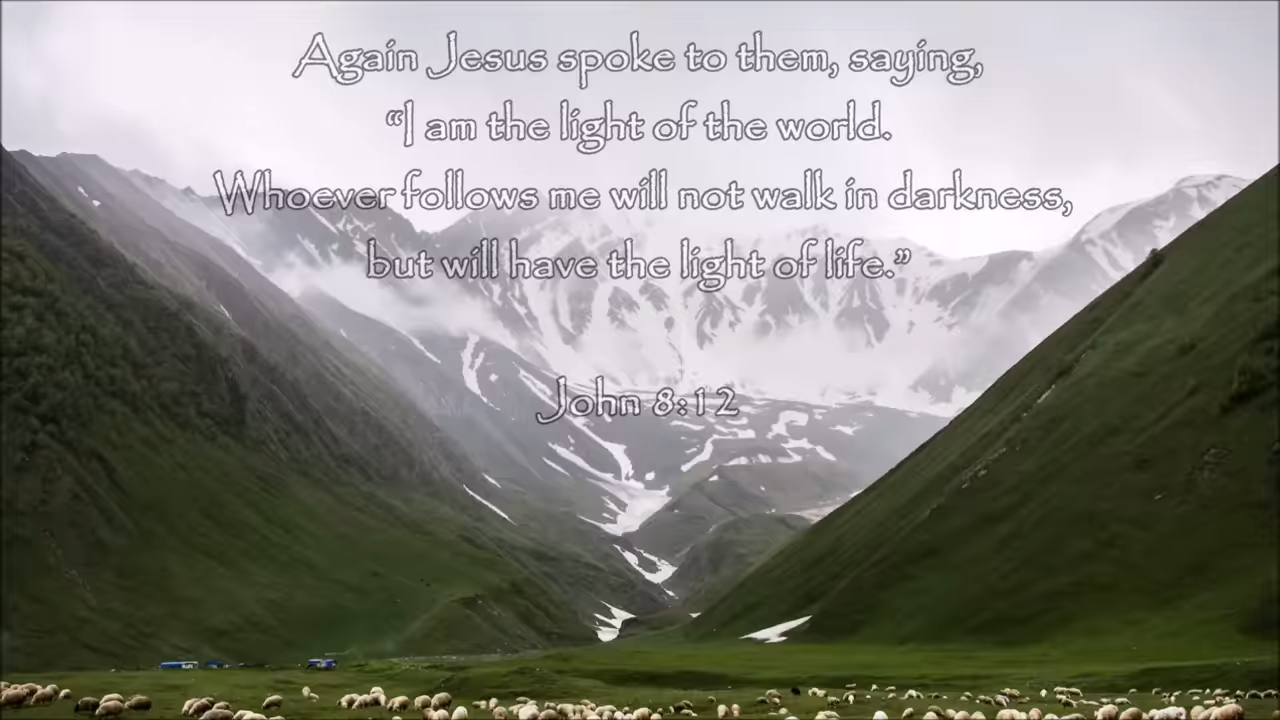 Again Jesus spoke to them, saying,
“I am the light of the world.
Whoever follows me will not walk in darkness,
but will have the light of life.”
John 8:12